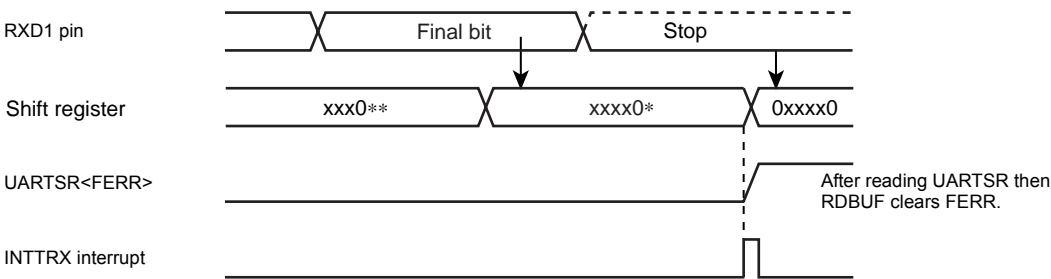 RXD1 pin
Final bit
Stop
Shift register
xxx0**
xxxx0*
0xxxx0
UARTSR<FERR>
After reading UARTSR then
RDBUF clears FERR.
INTTRX interrupt